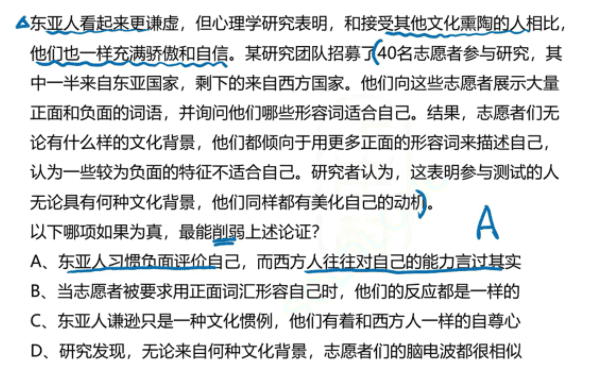 东亚人看起来更谦虚，但心理学研究表明，和接受其他文化熏陶的人相比，
他们也一样充满骄傲和自信。某研究团队招募了40名志愿者参与研究，其
中一半来自东亚国家，剩下的来自西方国家。他们向这些志愿者展示大量
正面和负面的词语，并询问他们哪些形容词适合自己。结果，志愿者们无
论有什么样的文化背景，他们都倾向于用更多正面的形容词来描述自己，
认为一些较为负面的特征不适合自己。研究者认为，这表明参与测试的人
无论具有何种文化背景，他们同样都有美化自己的动机。
以下哪项如果为真，最能削弱上述论证？
A
A、东亚人习惯负面评价自己，而西方人往往对自己的能力言过其实
B、当志愿者被要求用正面词汇形容自己时，他们的反应都是一样的
C、东亚人谦逊只是一种文化惯例，他们有着和西方人一样的自尊心
D、研究发现，无论来自何种文化背景，志愿者们的脑电波都很相似